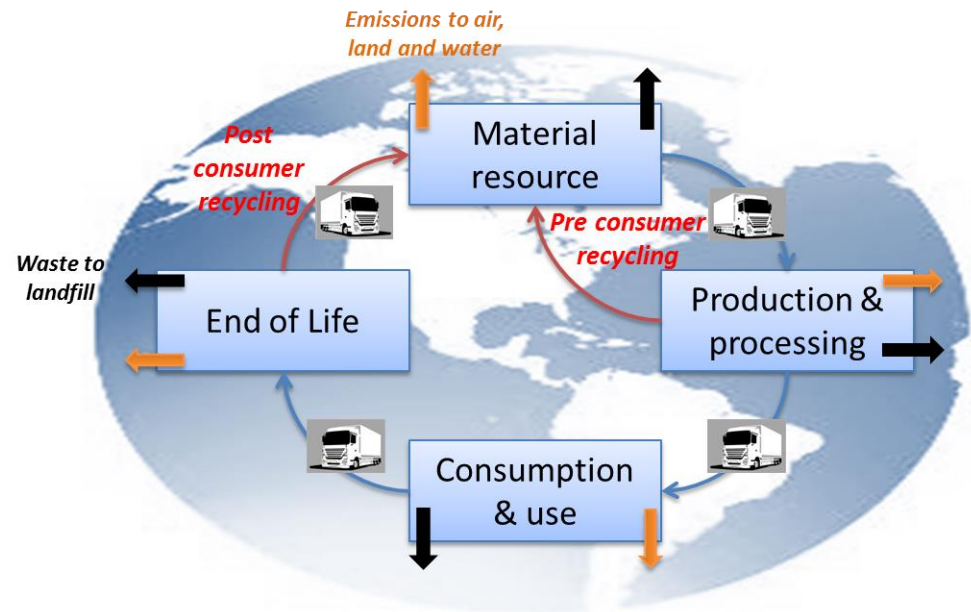 Emissions to air,
land and water
Material
resource
Post
consumer
recycling
Pre consumer
recycling
Waste to
landfill
End of Life
Production &
processing
Consumption
& use